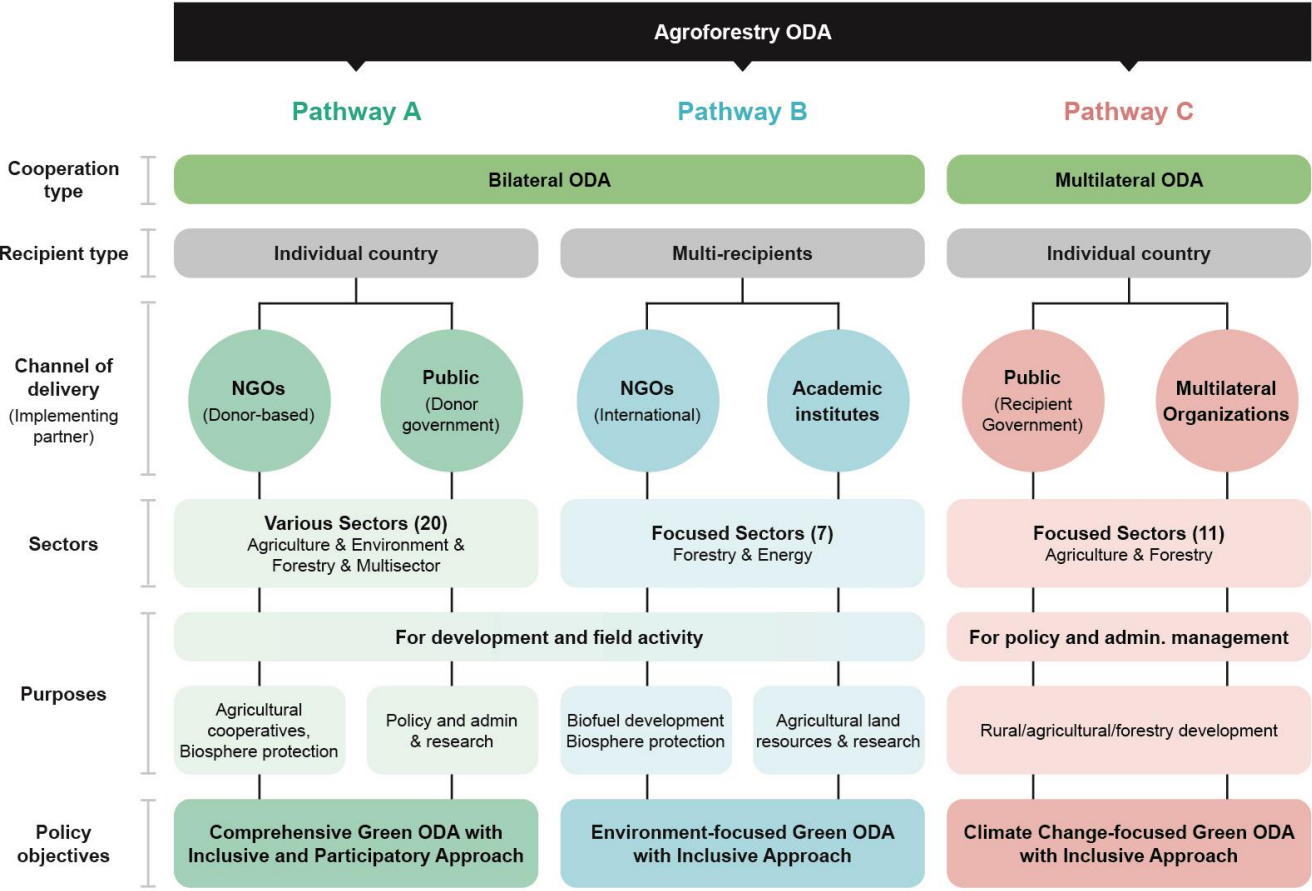 Agroforestry ODA
Pathway A
Pathway B
Pathway C
Cooperation
type
Bilateral ODA
Multilateral ODA
Recipient type
Individual country
Multi-recipients
Individual country
Channel of
delivery
(Implementing
partner)
NGOs
(Donor-based)
Public
(Donor
government)
NGOs
(International)
Academic
institutes
Public
(Recipient
Government)
Multilateral
Organizations
Sectors
Various Sectors (20)
Agriculture & Environment &
Forestry & Multisector
Focused Sectors (7)
Forestry & Energy
Focused Sectors (11)
Agriculture & Forestry
Purposes
For development and field activity
For policy and admin. management
Agricultural
cooperatives,
Biosphere protection
Policy and admin
& research
Biofuel development
Biosphere protection
Agricultural land
resources & research
Rural/agricultural/forestry development
Policy
objectives
Comprehensive Green ODA with
Inclusive and Participatory Approach
Environment-focused Green ODA
with Inclusive Approach
Climate Change-focused Green ODA
with Inclusive Approach